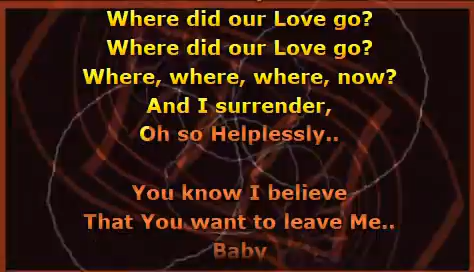 Where did our Love go?
Where did our Love go?
Where, where, where, now?
And I surrender,
Oh so Helplessly..
You know I believe
That You want to leave Me..
Baby